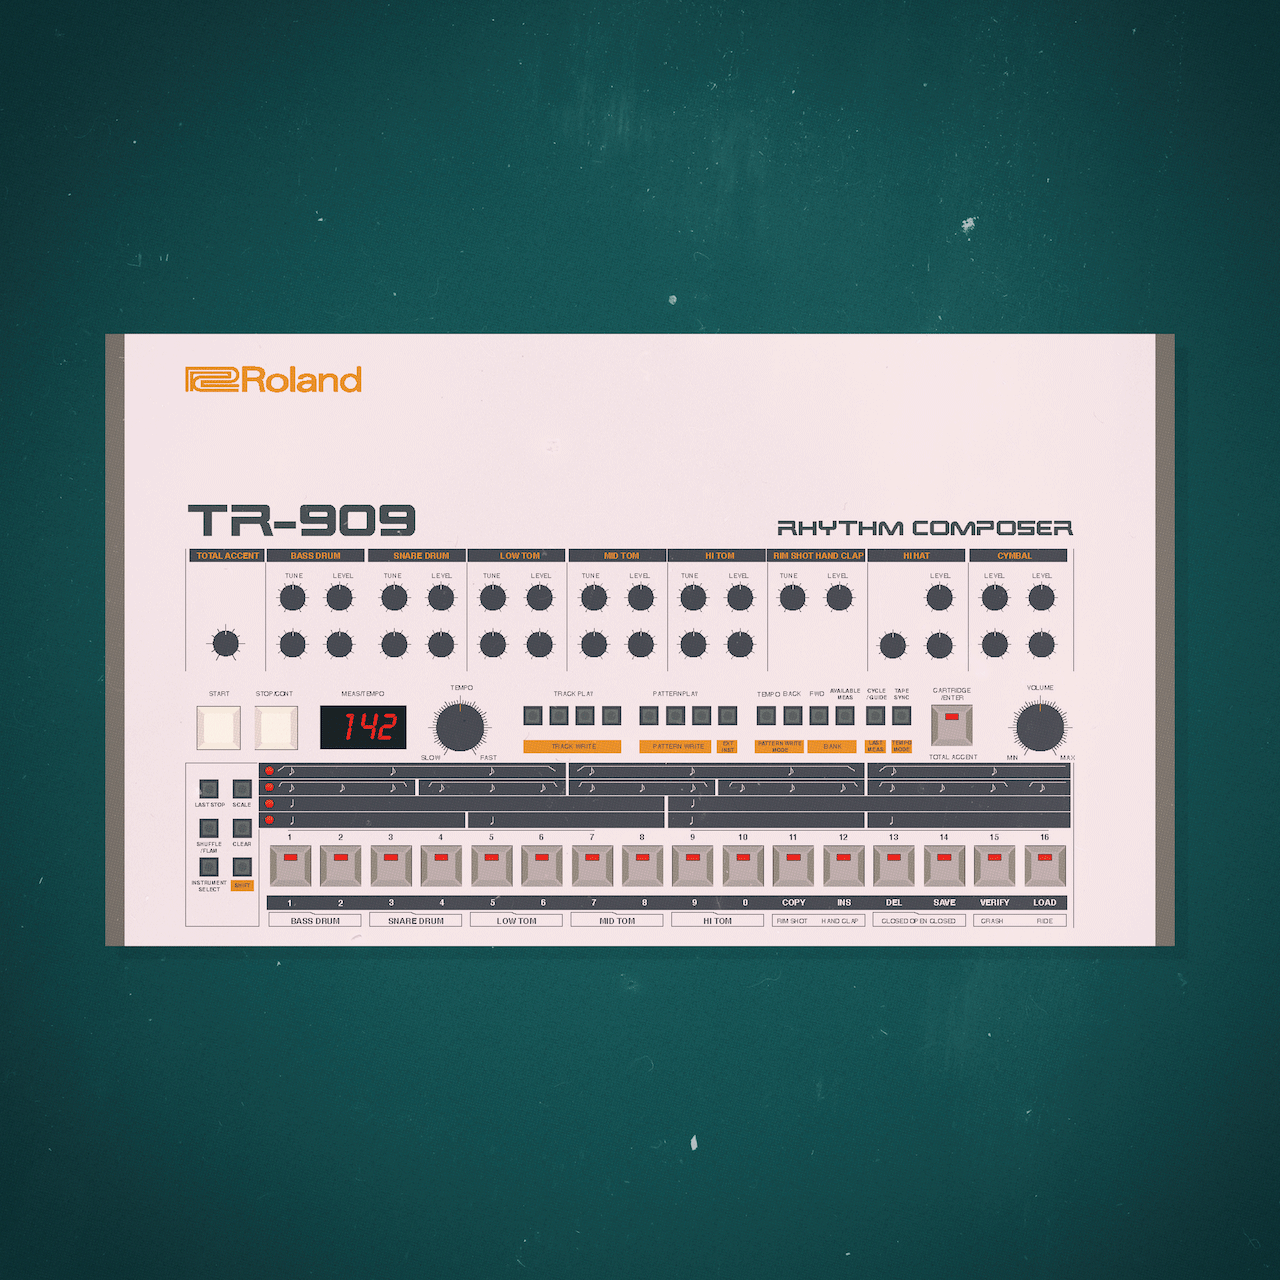 Roland
TR-909
RHYTHM COMPOSER
TOTAL ACCENT BASS DRUM SNARE DRUM LOW TOM MID TOM HI TOM RIM SHOT HAND CLAP HI HAT CYMBAL
TUNE LEVEL TUNE LEVEL TUNE LEVEL TUNE LEVEL TUNE LEVEL TUNE LEVEL LEVEL LEVEL LEVEL
START STOP/CONT MEAS/TEMPO TEMPO TRACK PLAY PATTERN PLAY TEMPO BACK FWD AVAILABLE MEAS CYCLE /GUIDE TAPE SYNC CARTRIDGE /ENTER VOLUME
142
TRACK WRITE PATTERN WRITE EXT INST PATTERN WRITE MODE BANK LAST MEAS TEMPO MODE
SLOW FAST TOTAL ACCENT MIN MAX
LAST STOP SCALE
SHUFFLE /FLAM CLEAR
INSTRUMENT SELECT SHIFT
1 2 3 4 5 6 7 8 9 10 11 12 13 14 15 16
1 2 3 4 5 6 7 8 9 0 COPY INS DEL SAVE VERIFY LOAD
BASS DRUM SNARE DRUM LOW TOM MID TOM HI TOM RIM SHOT HAND CLAP CLOSED OPEN CLOSED CRASH RIDE